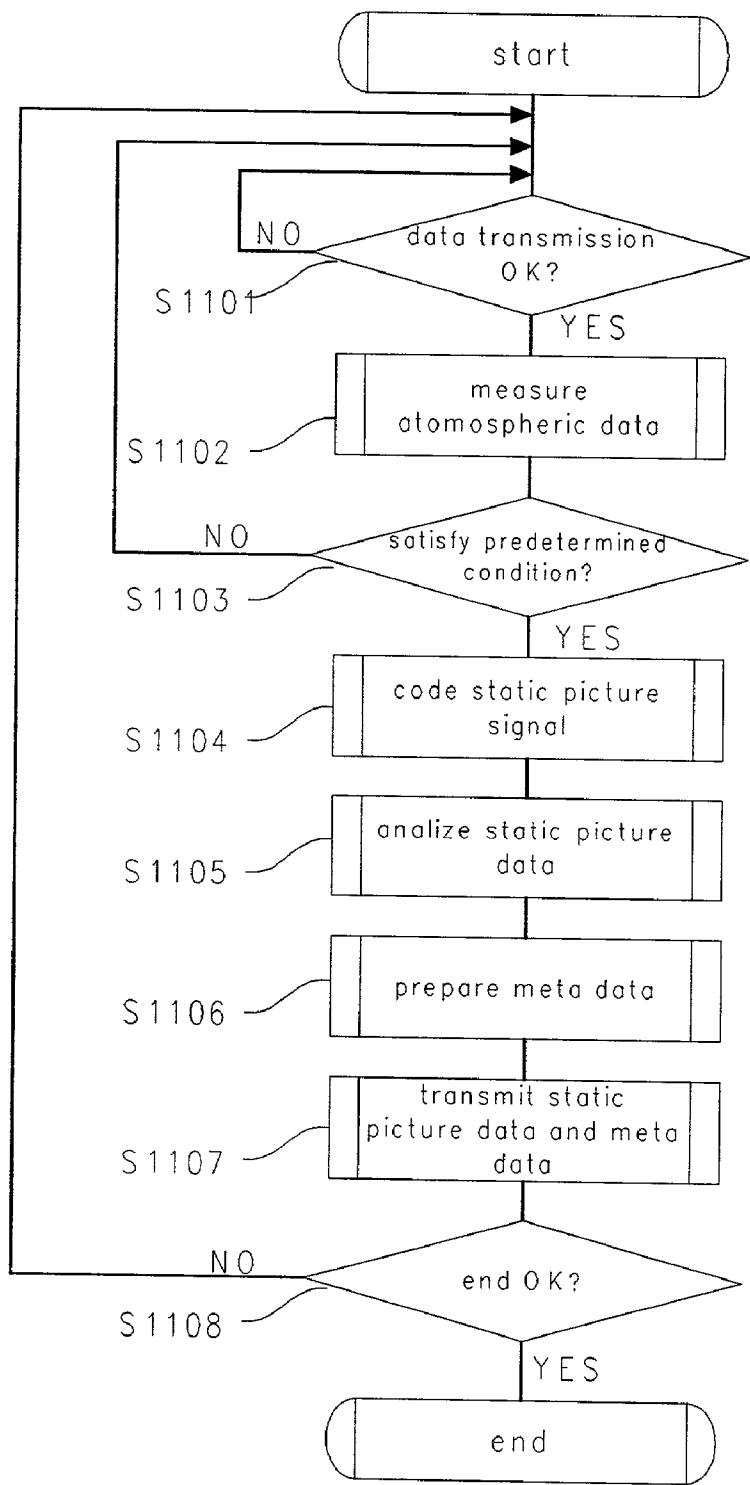 start
NO
data transmission
OK?
S1101
YES
measure
atomospheric data
S1102
NO
satisfy predetermined
condition?
S1103
YES
code static picture
signal
S1104
analize static picture
data
S1105
prepare meta data
S1106
transmit static
picture data and meta
data
S1107
NO
end OK?
S1108
YES
end